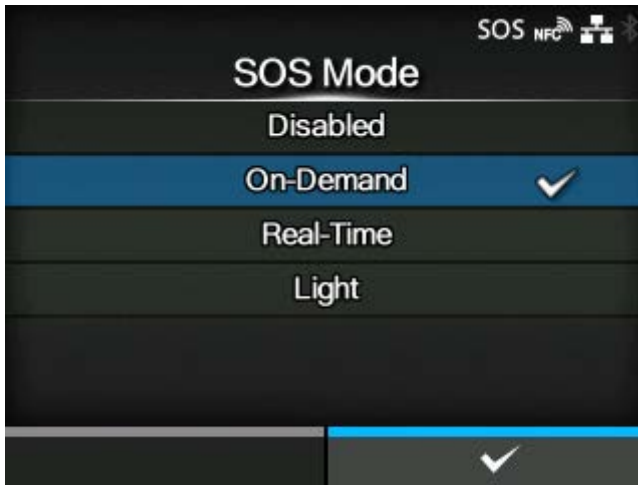 SOS NFC
SOS Mode
Disabled
On-Demand
Real-Time
Light